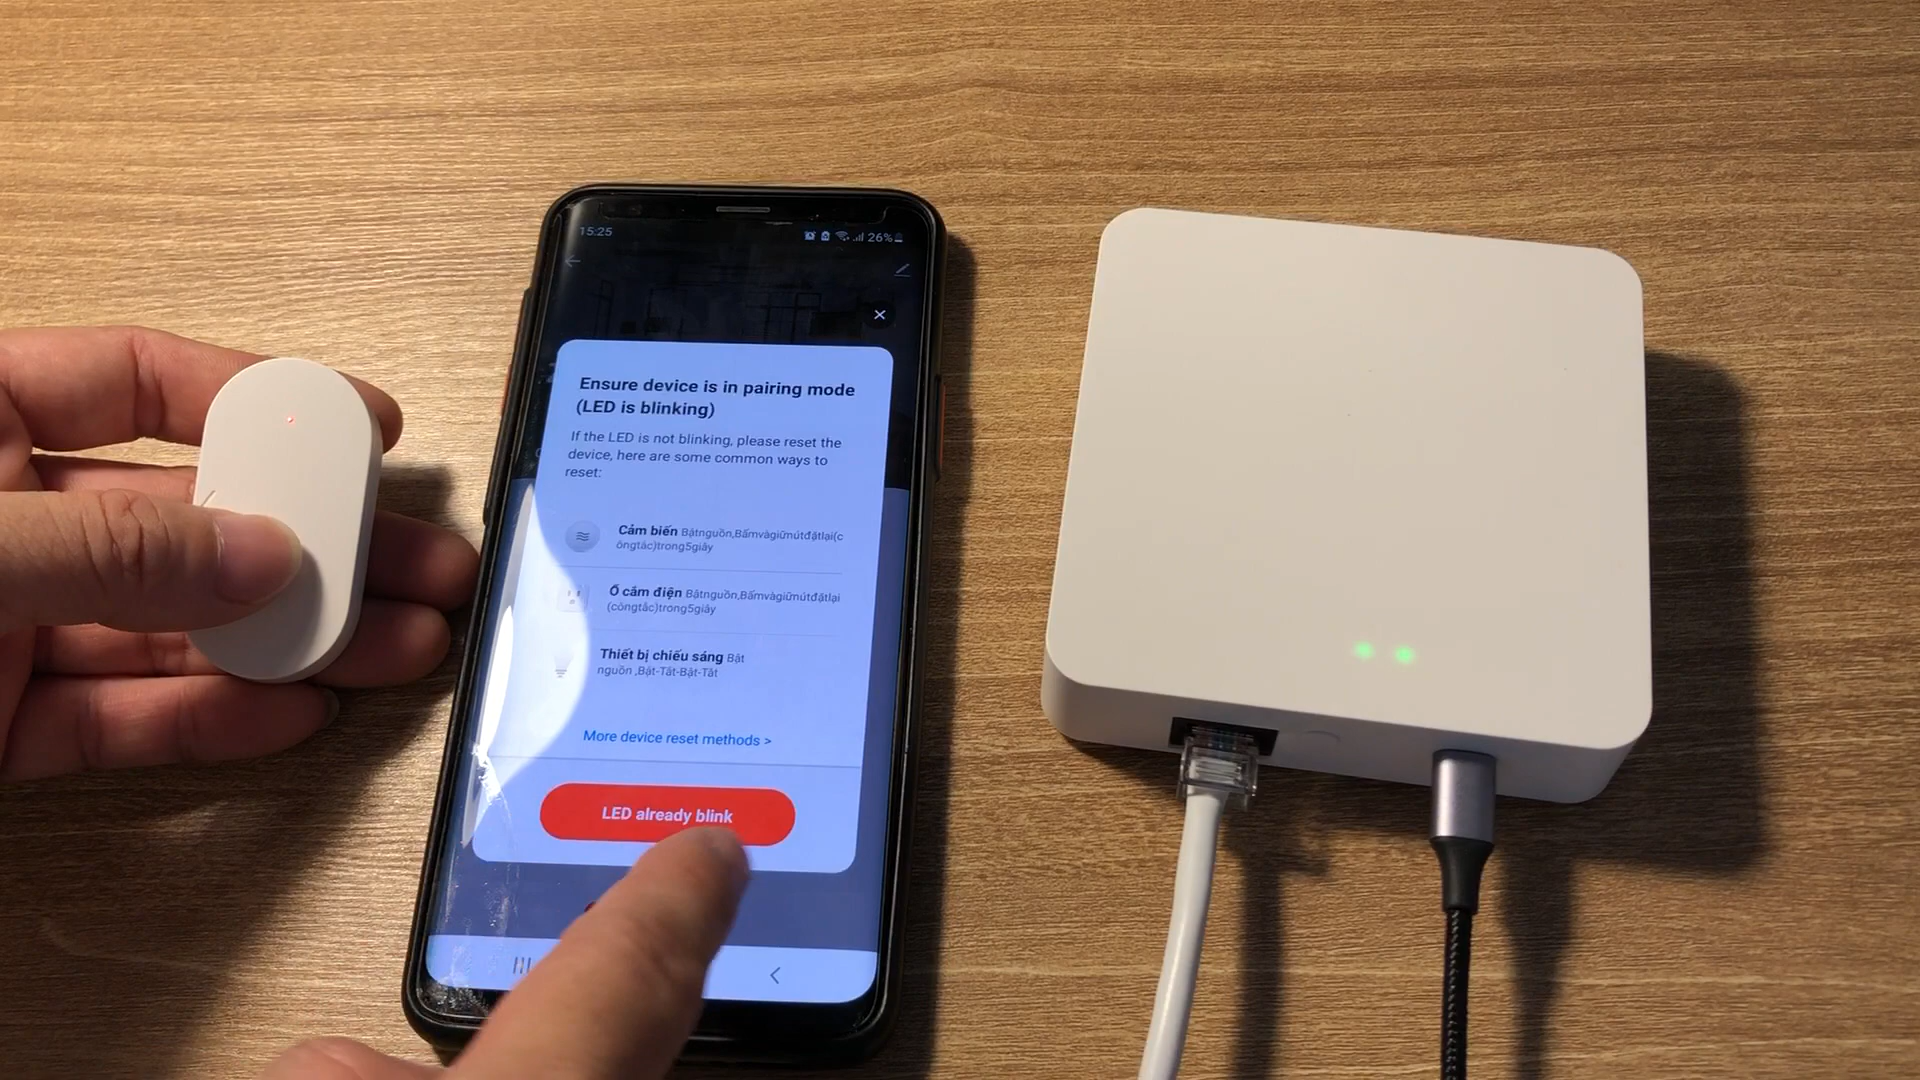 15:25
26%
Ensure device is in pairing mode
(LED is blinking)
If the LED is not blinking, please reset the
device, here are some common ways to
reset:
Cảm biến Bậtnguồn,Bấmvàgiữnútđặtlại(c
ôngtắc)trong5giây
Ổ cắm điện Bậtnguồn,Bấmvàgiữnútđặtlại
(côngtắc)trong5giây
Thiết bị chiếu sáng Bật
nguồn ,Bật-Tắt-Bật-Tắt
More device reset methods >
LED already blink